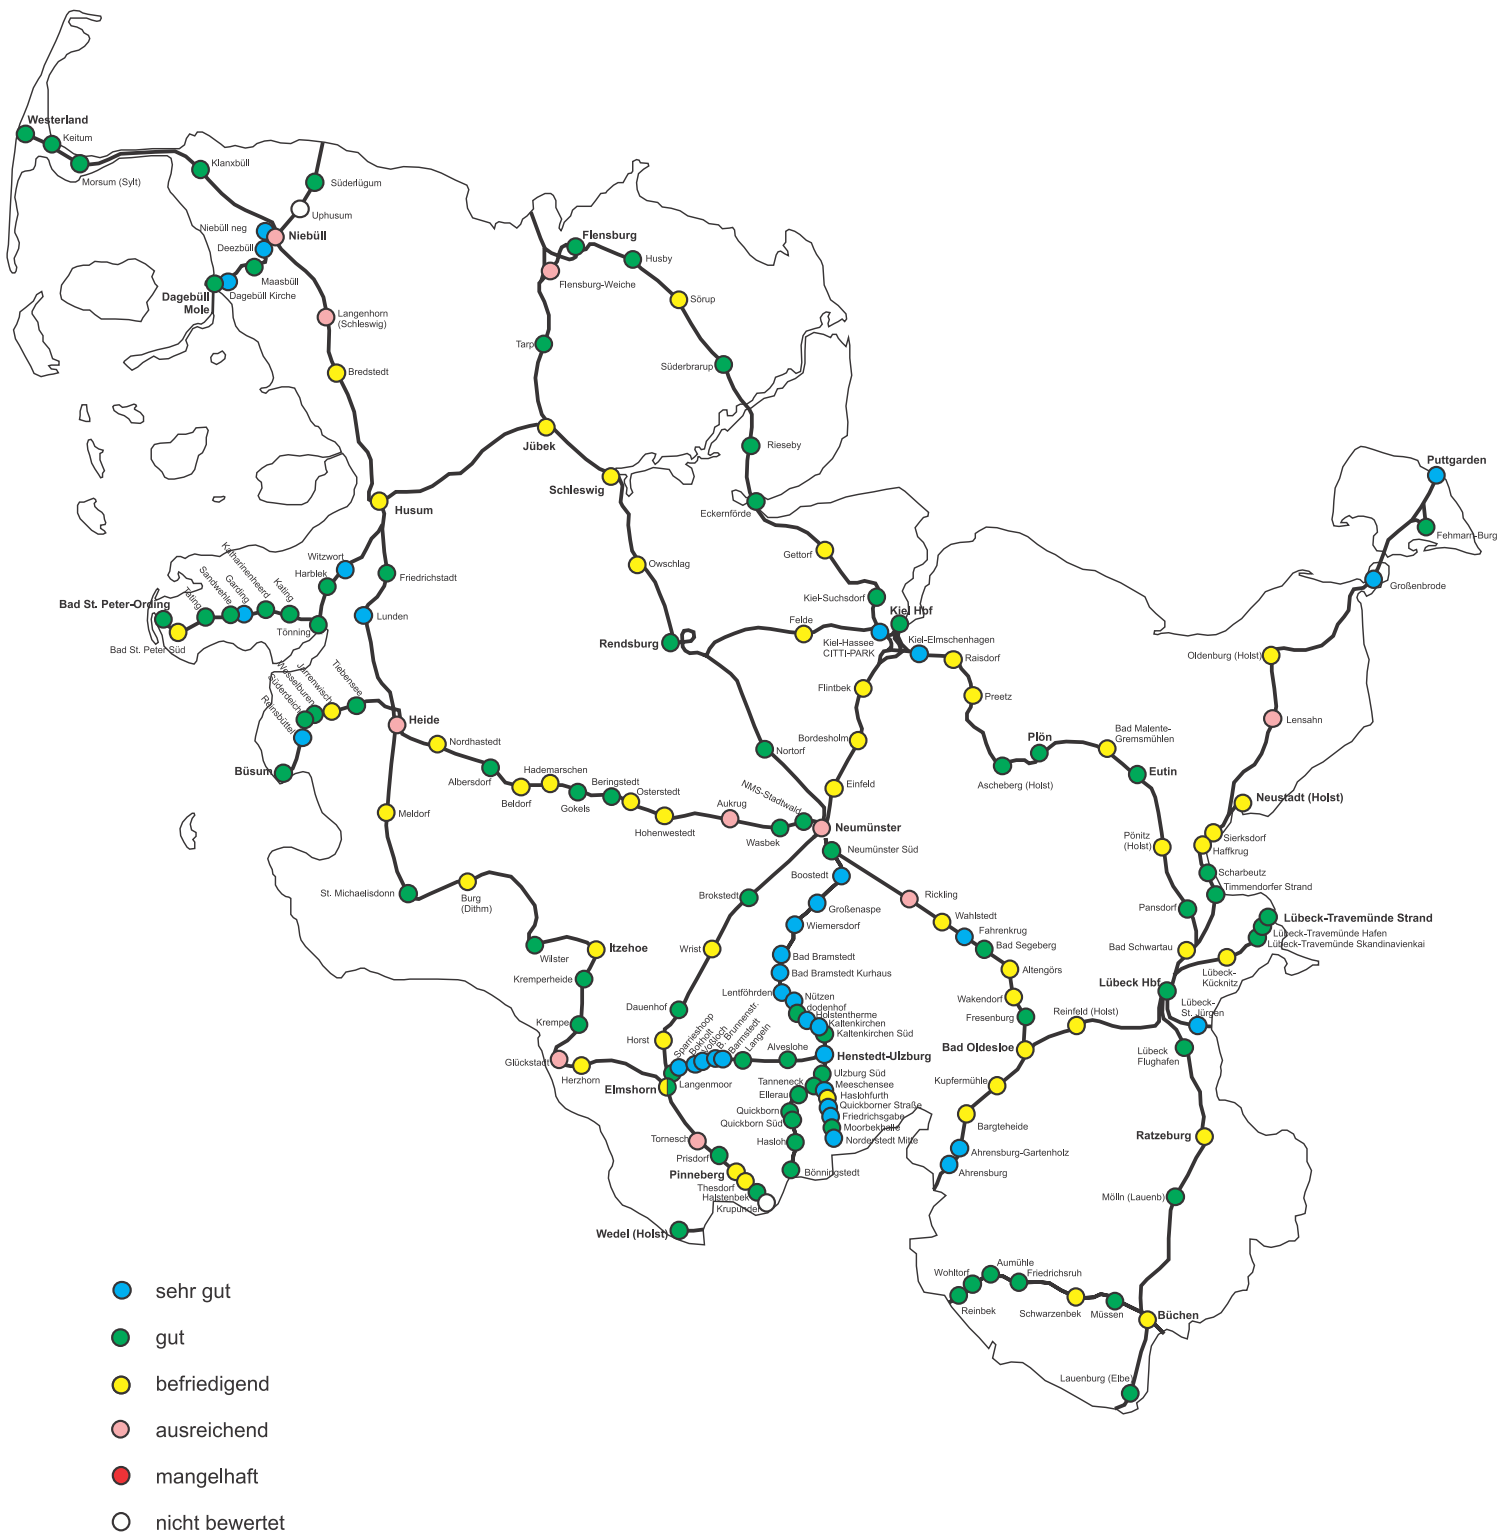 Westerland
Keitum
Morsum (Sylt)
Klanxbüll
Süderlügum
Uphusum
Niebüll neg
Niebüll
Deezbüll
Maasbüll
Dagebüll Kirche
Dagebüll
Mole
Langenhorn
(Schleswig)
Bredstedt
Flensburg
Husby
Flensburg-Weiche
Sörup
Tarp
Süderbrarup
Jübek
Rieseby
Schleswig
Eckernförde
Husum
Owschlag
Gettorf
Puttgarden
Fehmarn-Burg
Großenbrode
Witzwort
Harblek
Friedrichstadt
Katharinenheerd
Kating
Garding
Sandwehle
Tating
Bad St. Peter-Ording
Bad St. Peter Süd
Tönning
Lunden
Kiel-Suchsdorf
Kiel Hbf
Felde
Kiel-Hassee
CITTI-PARK
Kiel-Elmschenhagen
Raisdorf
Rendsburg
Oldenburg (Holst)
Flintbek
Preetz
Tiebensee
Jarrenwisch
Wesselburen
Süderdeich
Reinsbüttel
Büsum
Heide
Nordhastedt
Albersdorf
Hademarschen
Beldorf
Gokels
Beringstedt
Osterstedt
Hohenwestedt
Aukrug
Wasbek
NMS-Stadtwald
Nortorf
Bordesholm
Einfeld
Neumünster
Lensahn
Plön
Ascheberg (Holst)
Bad Malente-
Gremsmühlen
Eutin
Neustadt (Holst)
Sierksdorf
Haffkrug
Pönitz
(Holst)
Scharbeutz
Timmendorfer Strand
Meldorf
Neumünster Süd
Boostedt
St. Michaelisdonn
Burg
(Dithm)
Brokstedt
Großenaspe
Wiemersdorf
Rickling
Wahlstedt
Fahrenkrug
Bad Segeberg
Pansdorf
Lübeck-Travemünde Strand
Lübeck-Travemünde Hafen
Lübeck-Travemünde Skandinavienkai
Bad Schwartau
Lübeck-
Kücknitz
Itzehoe
Wilster
Kremperheide
Wrist
Bad Bramstedt
Bad Bramstedt Kurhaus
Altengörs
Wakendorf
Lübeck Hbf
Lentföhrden
Nützen
dodenhof
Holstentherme
Kaltenkirchen
Kaltenkirchen Süd
Dauenhof
Krempe
Horst
Fresenburg
Reinfeld (Holst)
Lübeck-
St. Jürgen
Lübeck
Flughafen
Glückstadt
Herzhorn
Elmshorn
Langenmoor
Sparrieshoop
Bokholt
Voßloch
B. Brunnenstr.
Barmstedt
Langeln
Alveslohe
Henstedt-Ulzburg
Bad Oldesloe
Ulzburg Süd
Tanneck
Meeschensee
Ellerau
Haslohfurth
Quickborn
Quickborner Straße
Quickborn Süd
Friedrichsgabe
Moorbekhalle
Hasloh
Norderstedt Mitte
Bönningstedt
Kupfermühle
Bargteheide
Ahrensburg-Gartenholz
Ahrensburg
Ratzeburg
Tornesch
Prisdorf
Pinneberg
Thesdorf
Halstenbek
Krupunder
Wedel (Holst)
Mölln (Lauenb)
Wohltorf
Aumühle
Friedrichsruh
Reinbek
Schwarzenbek
Müssen
Büchen
Lauenburg (Elbe)
sehr gut
gut
befriedigend
ausreichend
mangelhaft
nicht bewertet